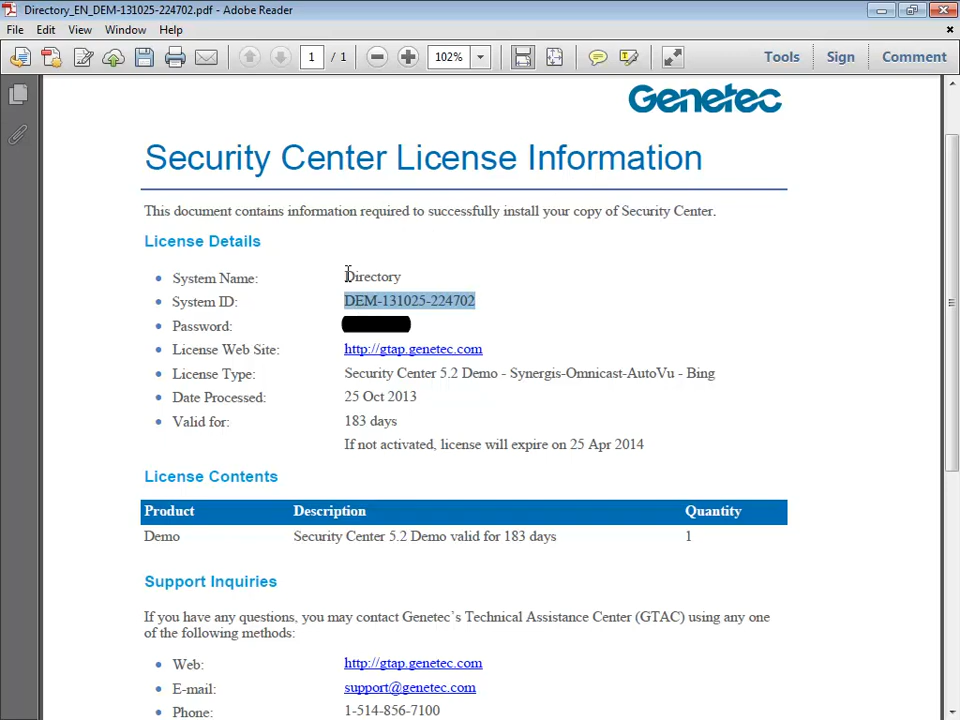 Directory_EN_DEM-131025-224702.pdf - Adobe Reader
File Edit View Window Help
1 / 1 102% Tools Sign Comment
Genetec
Security Center License Information
This document contains information required to successfully install your copy of Security Center.
License Details
• System Name: Directory
• System ID: DEM-131025-224702
• Password:
• License Web Site: http://gtap.genetec.com
• License Type: Security Center 5.2 Demo - Synergis-Omnicast-AutoVu - Bing
• Date Processed: 25 Oct 2013
• Valid for: 183 days
If not activated, license will expire on 25 Apr 2014
License Contents
Product Description Quantity
Demo Security Center 5.2 Demo valid for 183 days 1
Support Inquiries
If you have any questions, you may contact Genetec's Technical Assistance Center (GTAC) using any one
of the following methods:
• Web: http://gtap.genetec.com
• E-mail: support@genetec.com
• Phone: 1-514-856-7100